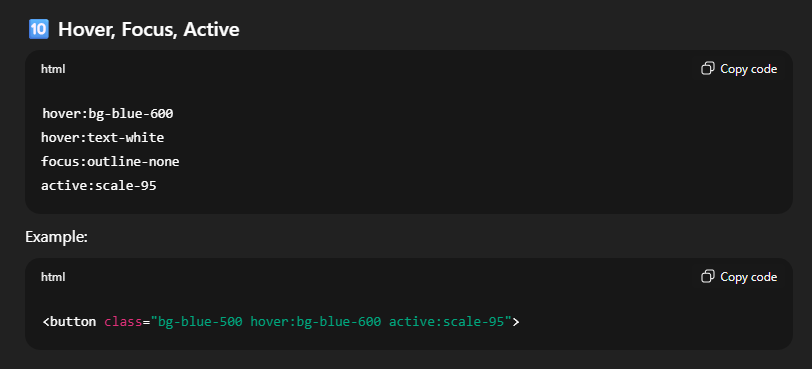 🔟 Hover, Focus, Active
html
Copy code
hover:bg-blue-600
hover:text-white
focus:outline-none
active:scale-95
Example:
html
Copy code
<button class="bg-blue-500 hover:bg-blue-600 active:scale-95">